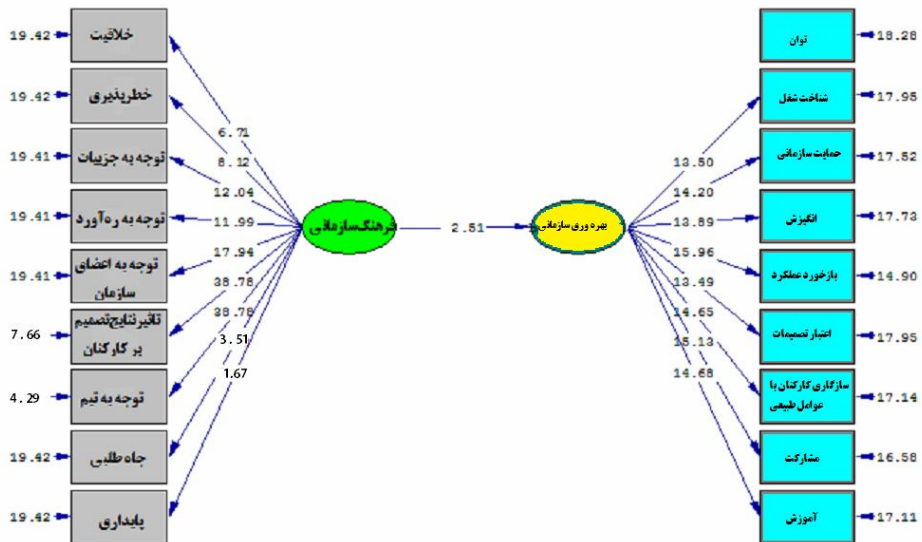 19.42
خلاقیت
19.42
خطرپذیری
19.41
توجه به جزییات
19.41
توجه به ره‌آورد
19.41
توجه به اعضای
سازمان
7.66
تاثیر نتایج تصمیم
بر کارکنان
4.29
توجه به تیم
19.42
جاه طلبی
19.42
پایداری
6.71
8.12
12.04
11.99
17.94
38.78
38.78
3.51
1.67
فرهنگ سازمانی
2.51
بهره وری سازمانی
13.50
14.20
13.89
15.96
13.49
14.65
15.13
14.68
توان
18.28
شناخت شغل
17.95
حمایت سازمانی
17.52
انگیزش
17.73
بازخورد عملکرد
14.90
اعتبار تصمیمات
17.95
سازگاری کارکنان با
عوامل طبیعی
17.14
مشارکت
16.58
آموزش
17.11